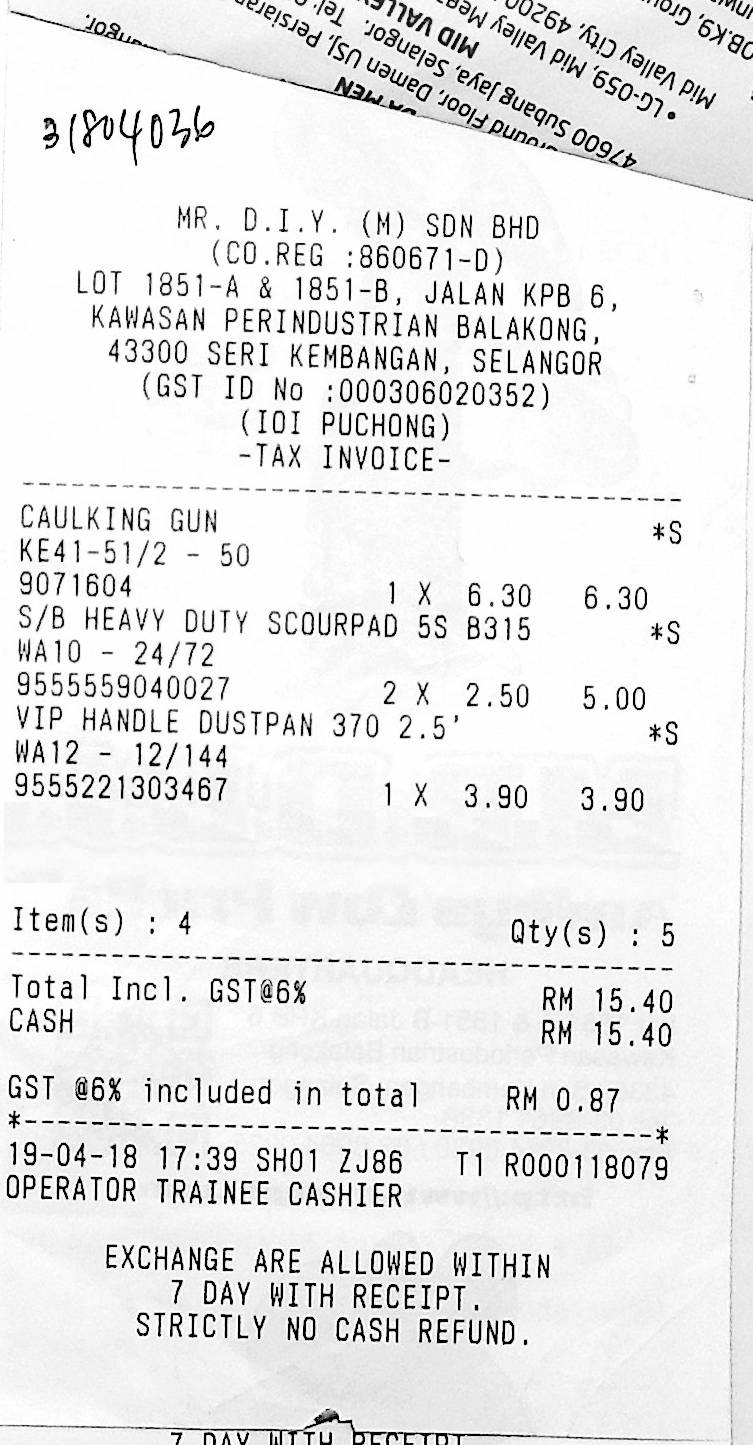 LG-059, Mid Valley
Mid Valley City,
MID
Ground Floor, Damen USJ, Persiaran
47600 Subang Jaya, Selangor. Tel:
31804036
MR. D.I.Y. (M) SDN BHD
(CO.REG :860671-D)
LOT 1851-A & 1851-B, JALAN KPB 6,
KAWASAN PERINDUSTRIAN BALAKONG,
43300 SERI KEMBANGAN, SELANGOR
(GST ID No :000306020352)
(IOI PUCHONG)
-TAX INVOICE-
CAULKING GUN *S
KE41-51/2 - 50
9071604 1 X 6.30 6.30
S/B HEAVY DUTY SCOURPAD 5S B315 *S
WA10 - 24/72
9555559040027 2 X 2.50 5.00
VIP HANDLE DUSTPAN 370 2.5' *S
WA12 - 12/144
9555221303467 1 X 3.90 3.90
Item(s) : 4 Qty(s) : 5
Total Incl. GST@6% RM 15.40
CASH RM 15.40
GST @6% included in total RM 0.87
*------------------------------------------*
19-04-18 17:39 SH01 ZJ86 T1 R000118079
OPERATOR TRAINEE CASHIER
EXCHANGE ARE ALLOWED WITHIN
7 DAY WITH RECEIPT.
STRICTLY NO CASH REFUND.
7 DAY WITH RECEIPT